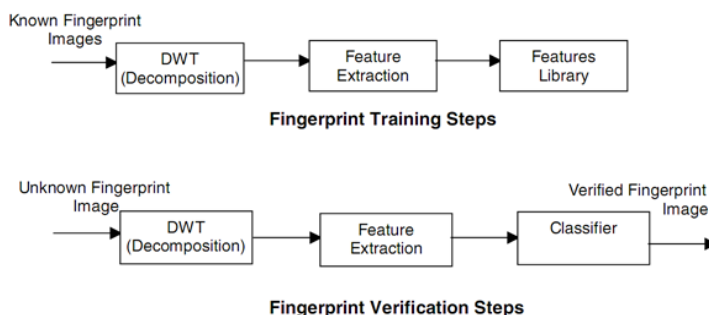 Known Fingerprint
Images
DWT
(Decomposition)
Feature
Extraction
Features
Library
Fingerprint Training Steps
Unknown Fingerprint
Image
DWT
(Decomposition)
Feature
Extraction
Classifier
Verified Fingerprint
Image
Fingerprint Verification Steps